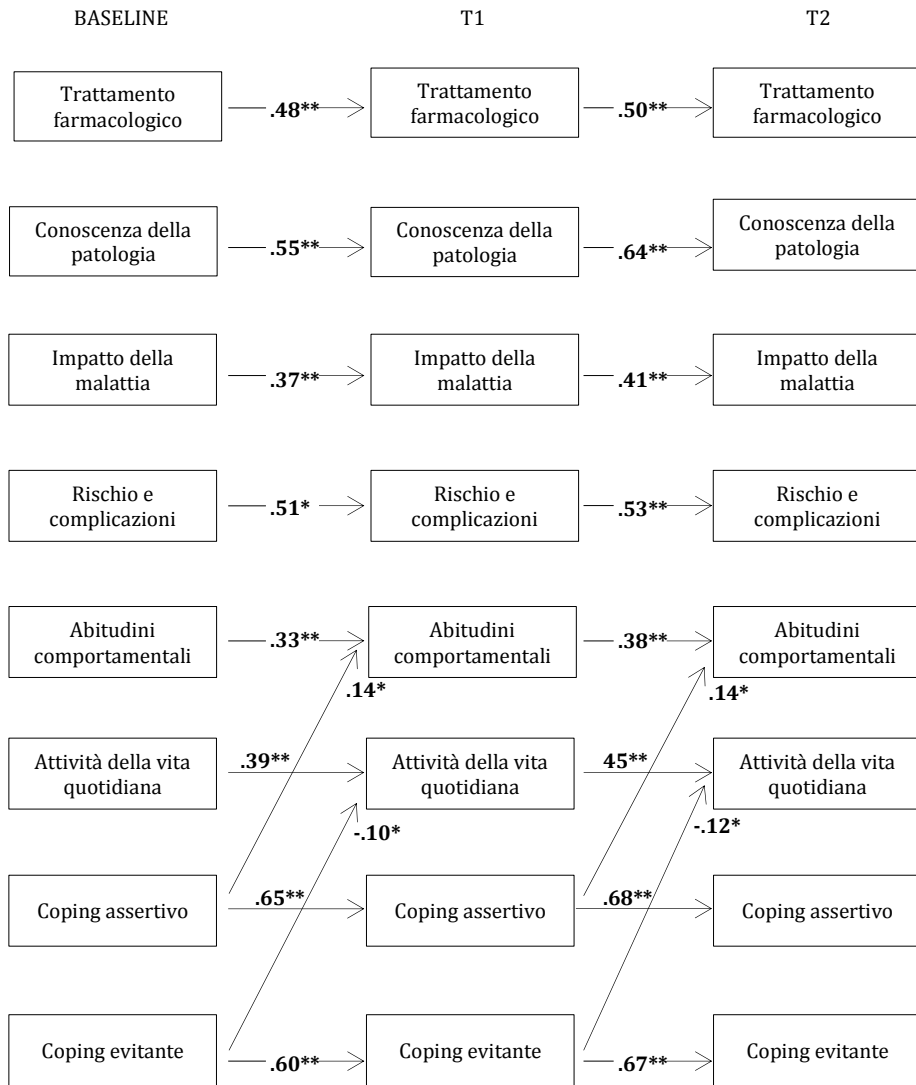 BASELINE T1 T2
Trattamento
farmacologico
.48**
Trattamento
farmacologico
.50**
Trattamento
farmacologico
Conoscenza della
patologia
.55**
Conoscenza della
patologia
.64**
Conoscenza della
patologia
Impatto della
malattia
.37**
Impatto della
malattia
.41**
Impatto della
malattia
Rischio e
complicazioni
.51*
Rischio e
complicazioni
.53**
Rischio e
complicazioni
Abitudini
comportamentali
.33**
Abitudini
comportamentali
.38**
Abitudini
comportamentali
.14*
.14*
Attività della vita
quotidiana
.39**
Attività della vita
quotidiana
45**
Attività della vita
quotidiana
-.10*
-.12*
Coping assertivo
.65**
Coping assertivo
.68**
Coping assertivo
Coping evitante
.60**
Coping evitante
.67**
Coping evitante